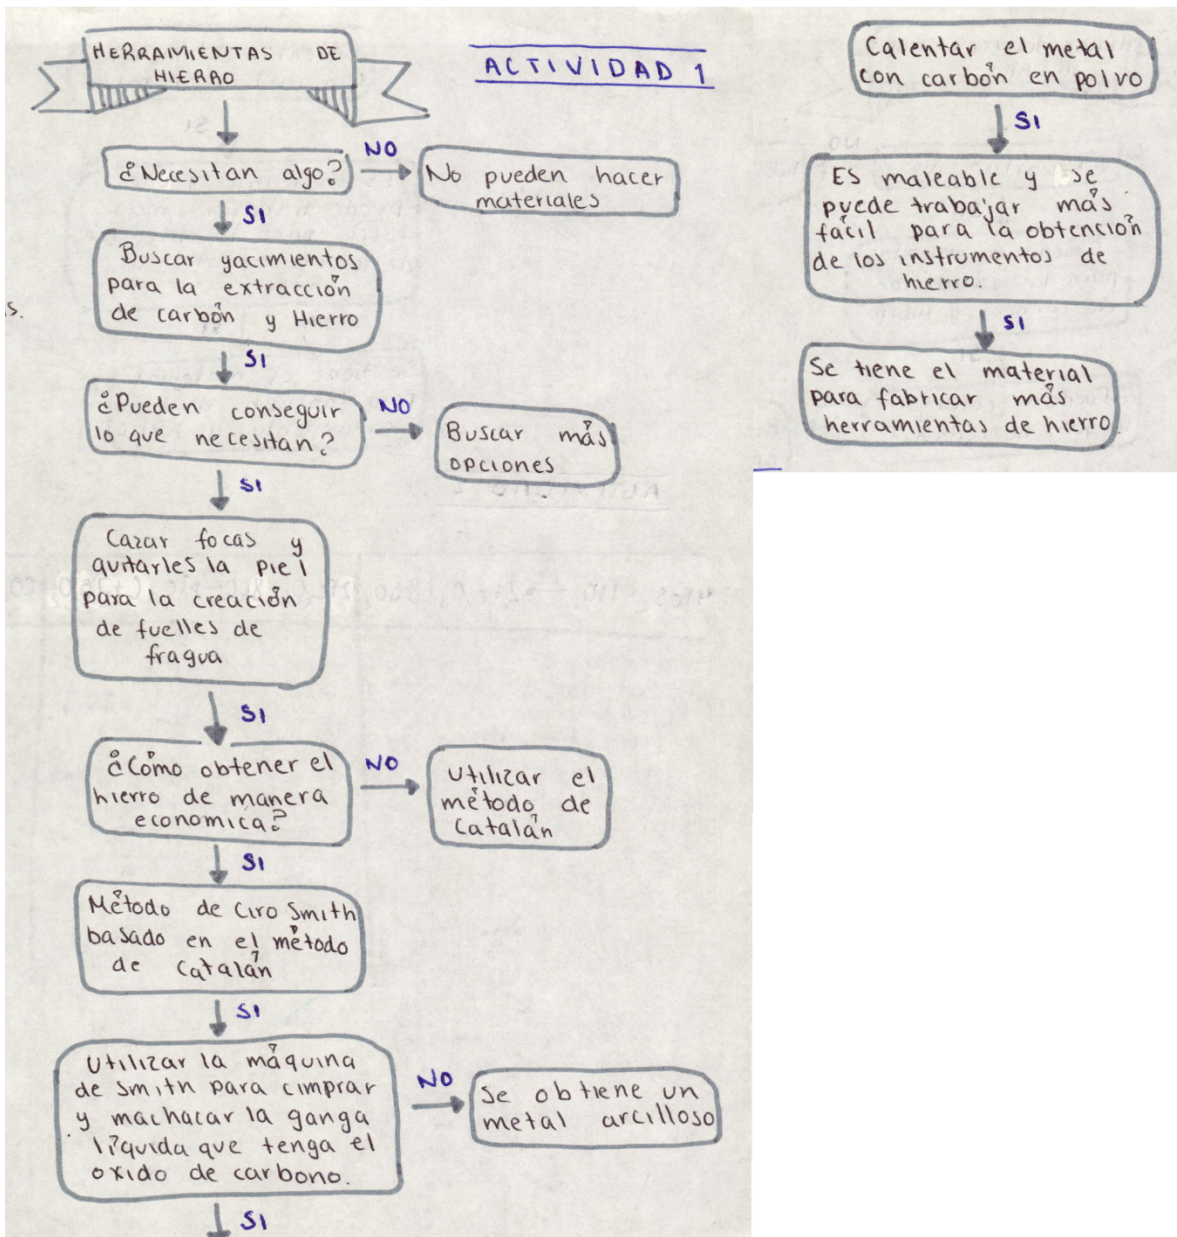 HERRAMIENTAS DE
HIERRO
ACTIVIDAD 1
¿Necesitan algo?
NO
No pueden hacer
materiales
SI
Buscar yacimientos
para la extracción
de carbón y Hierro
s.
SI
¿Pueden conseguir
lo que necesitan?
NO
Buscar más
opciones
SI
Cazar focas y
quitarles la piel
para la creación
de fuelles de
fragua
SI
¿Cómo obtener el
hierro de manera
economíca?
NO
Utilizar el
método de
Catalán
SI
Método de Ciro Smith
basado en el método
de Catalán
SI
Utilizar la máquina
de Smith para cimprar
y machacar la ganga
líquida que tenga el
oxido de carbono.
NO
Se obtiene un
metal arcilloso
SI
Calentar el metal
con carbón en polvo
SI
ES maleable y se
puede trabajar más
fácil para la obtención
de los instrumentos de
hierro.
SI
Se tiene el material
para fabricar más
herramientas de hierro